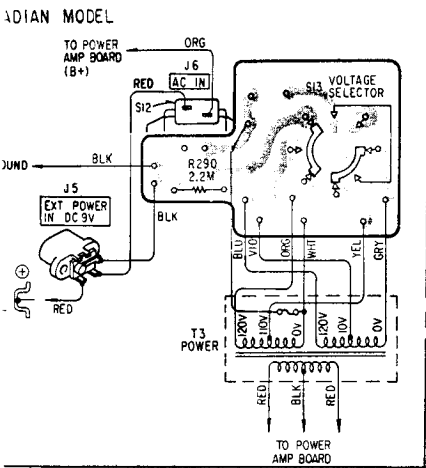 ADIAN MODEL
TO POWER
AMP BOARD
(B+)
ORG
J6
AC IN
RED
S12
S13 VOLTAGE
SELECTOR
OUND
BLK
R290
2.2M
J5
EXT POWER
IN DC 9V
BLK
#
BLU
VIO
ORG
WHT
YEL
GRY
RED
T3
POWER
120V
110V
0V
120V
10V
0V
RED
BLK
RED
TO POWER
AMP BOARD